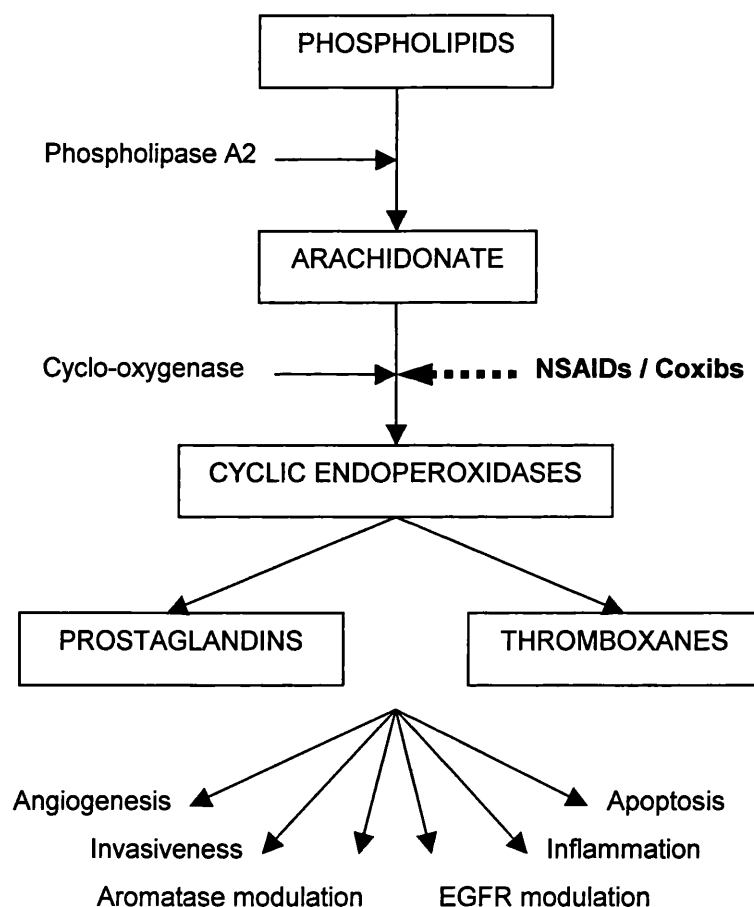 PHOSPHOLIPIDS
Phospholipase A2
ARACHIDONATE
Cyclo-oxygenase
NSAIDs / Coxibs
CYCLIC ENDOPEROXIDASES
PROSTAGLANDINS
THROMBOXANES
Angiogenesis
Apoptosis
Invasiveness
Inflammation
Aromatase modulation
EGFR modulation